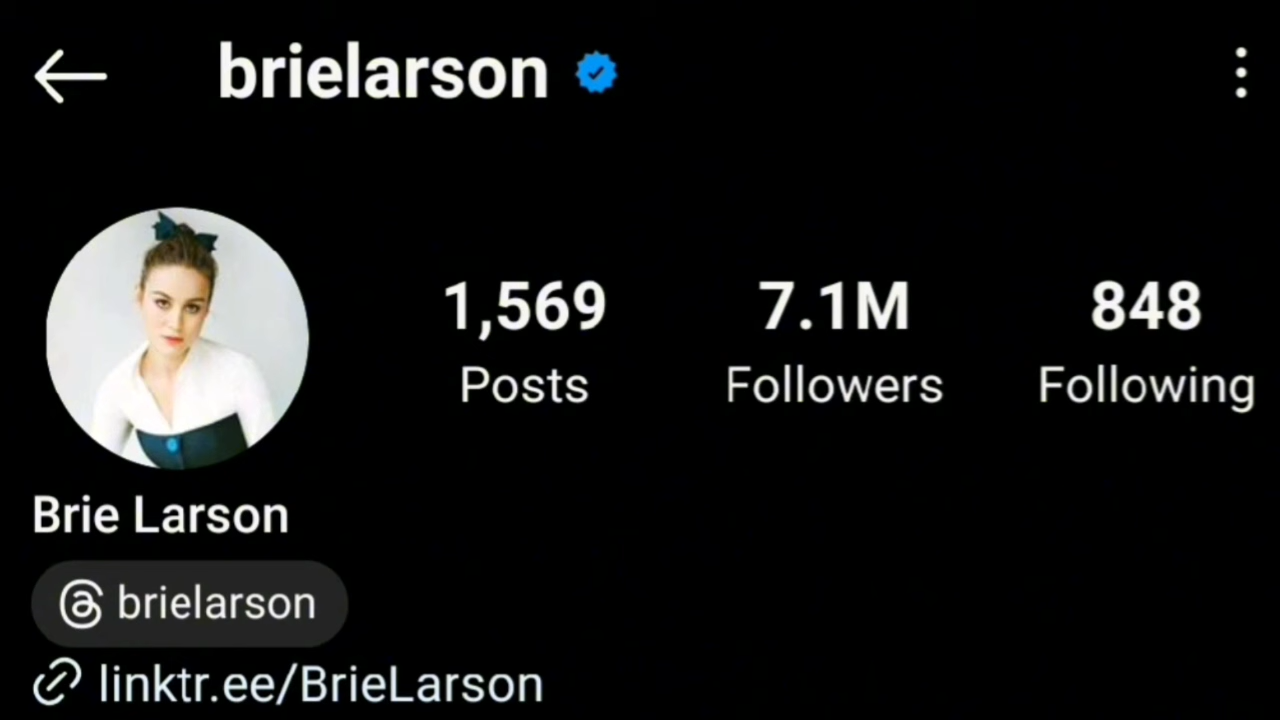 brielarson
1,569 7.1M 848
Posts Followers Following
Brie Larson
brielarson
linktr.ee/BrieLarson